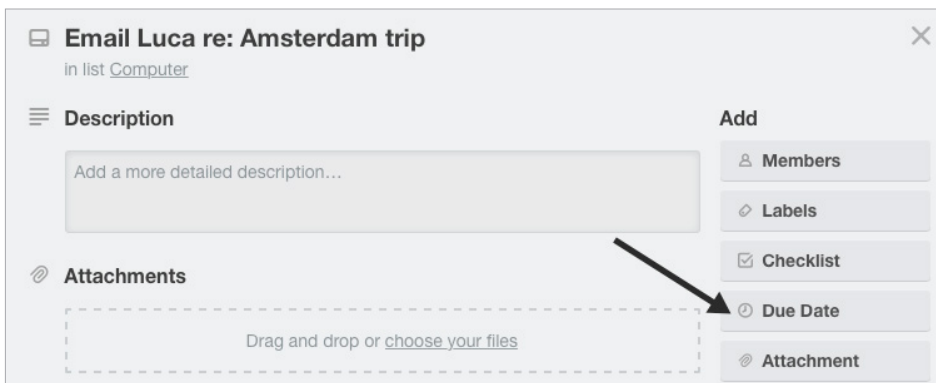 Email Luca re: Amsterdam trip
in list Computer
Description
Add a more detailed description…
Attachments
Drag and drop or choose your files
Add
Members
Labels
Checklist
Due Date
Attachment